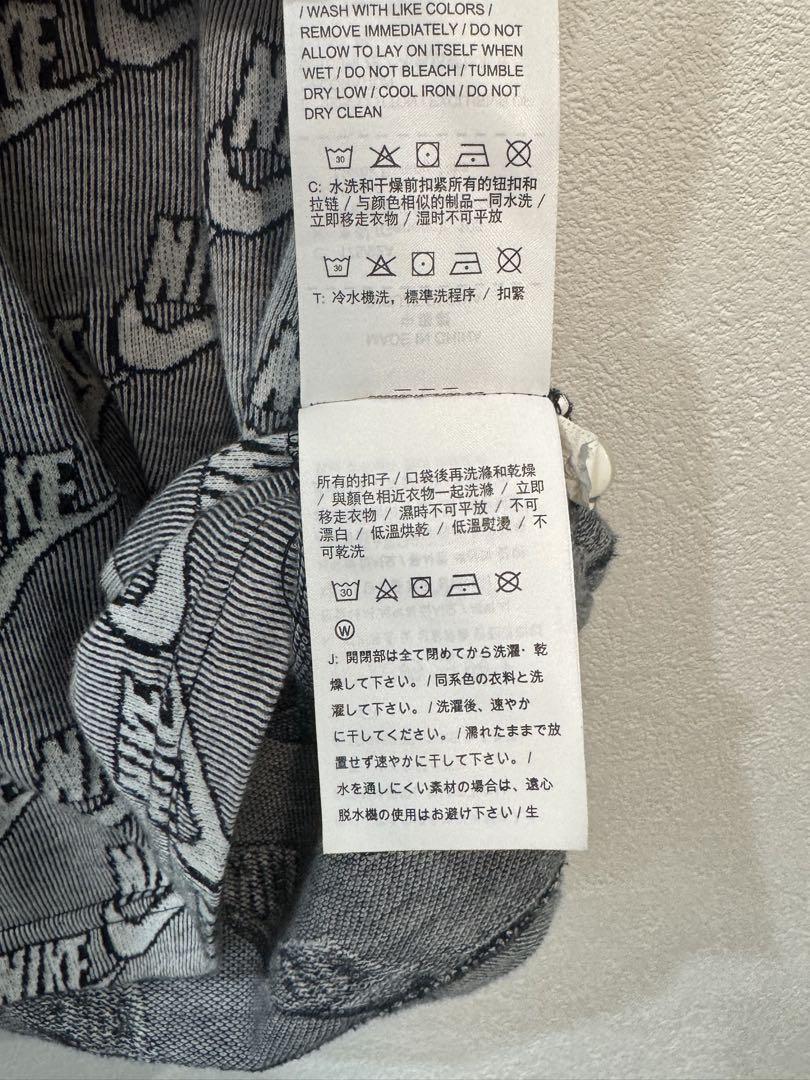 / WASH WITH LIKE COLORS /
REMOVE IMMEDIATELY / DO NOT
ALLOW TO LAY ON ITSELF WHEN
WET / DO NOT BLEACH / TUMBLE
DRY LOW / COOL IRON / DO NOT
DRY CLEAN
30
C: 水洗和干燥前扣紧所有的钮扣和
拉链 / 与颜色相似的制品一同水洗 /
立即移走衣物 / 湿时不可平放
30
T: 冷水機洗，標準洗程序 / 扣緊
MADE IN CHINA
所有的扣子 / 口袋後再洗滌和乾燥
/ 與顏色相近衣物一起洗滌 / 立即
移走衣物 / 濕時不可平放 / 不可
漂白 / 低溫烘乾 / 低溫熨燙 / 不
可乾洗
30
W
J: 開閉部は全て閉めてから洗濯・乾
燥して下さい。/ 同系色の衣料と洗
濯して下さい。/ 洗濯後、速やか
に干してください。/ 濡れたままで放
置せず速やかに干して下さい。/
水を通しにくい素材の場合は、遠心
脱水機の使用はお避け下さい / 生
NIKE
NIKE
NIKE
NIKE